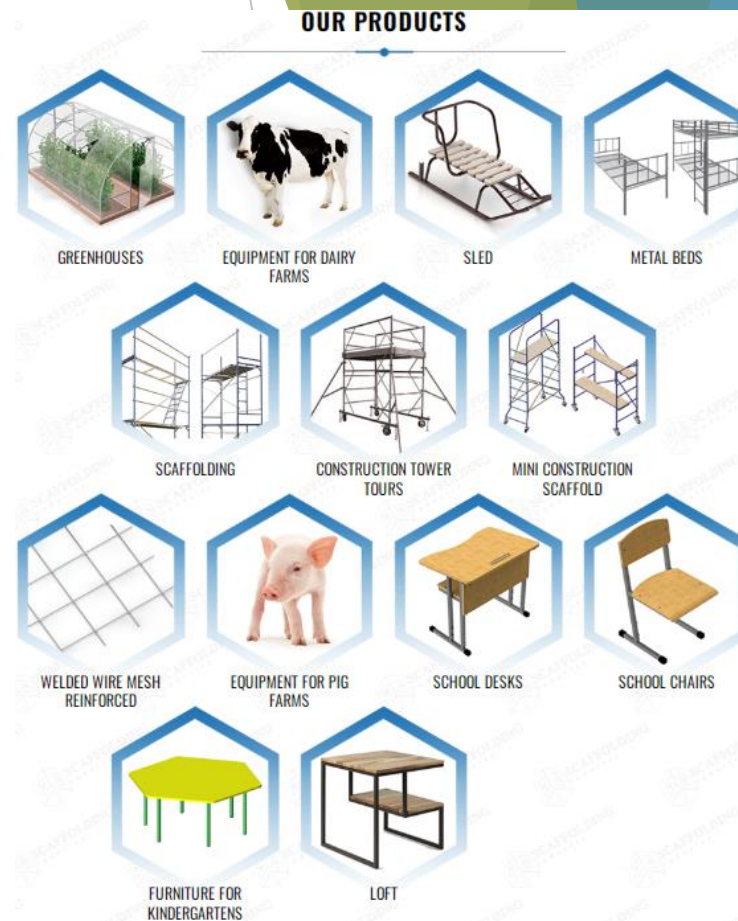 OUR PRODUCTS
GREENHOUSES
EQUIPMENT FOR DAIRY
FARMS
SLED
METAL BEDS
SCAFFOLDING
CONSTRUCTION TOWER
TOURS
MINI CONSTRUCTION
SCAFFOLD
WELDED WIRE MESH
REINFORCED
EQUIPMENT FOR PIG
FARMS
SCHOOL DESKS
SCHOOL CHAIRS
FURNITURE FOR
KINDERGARTENS
LOFT